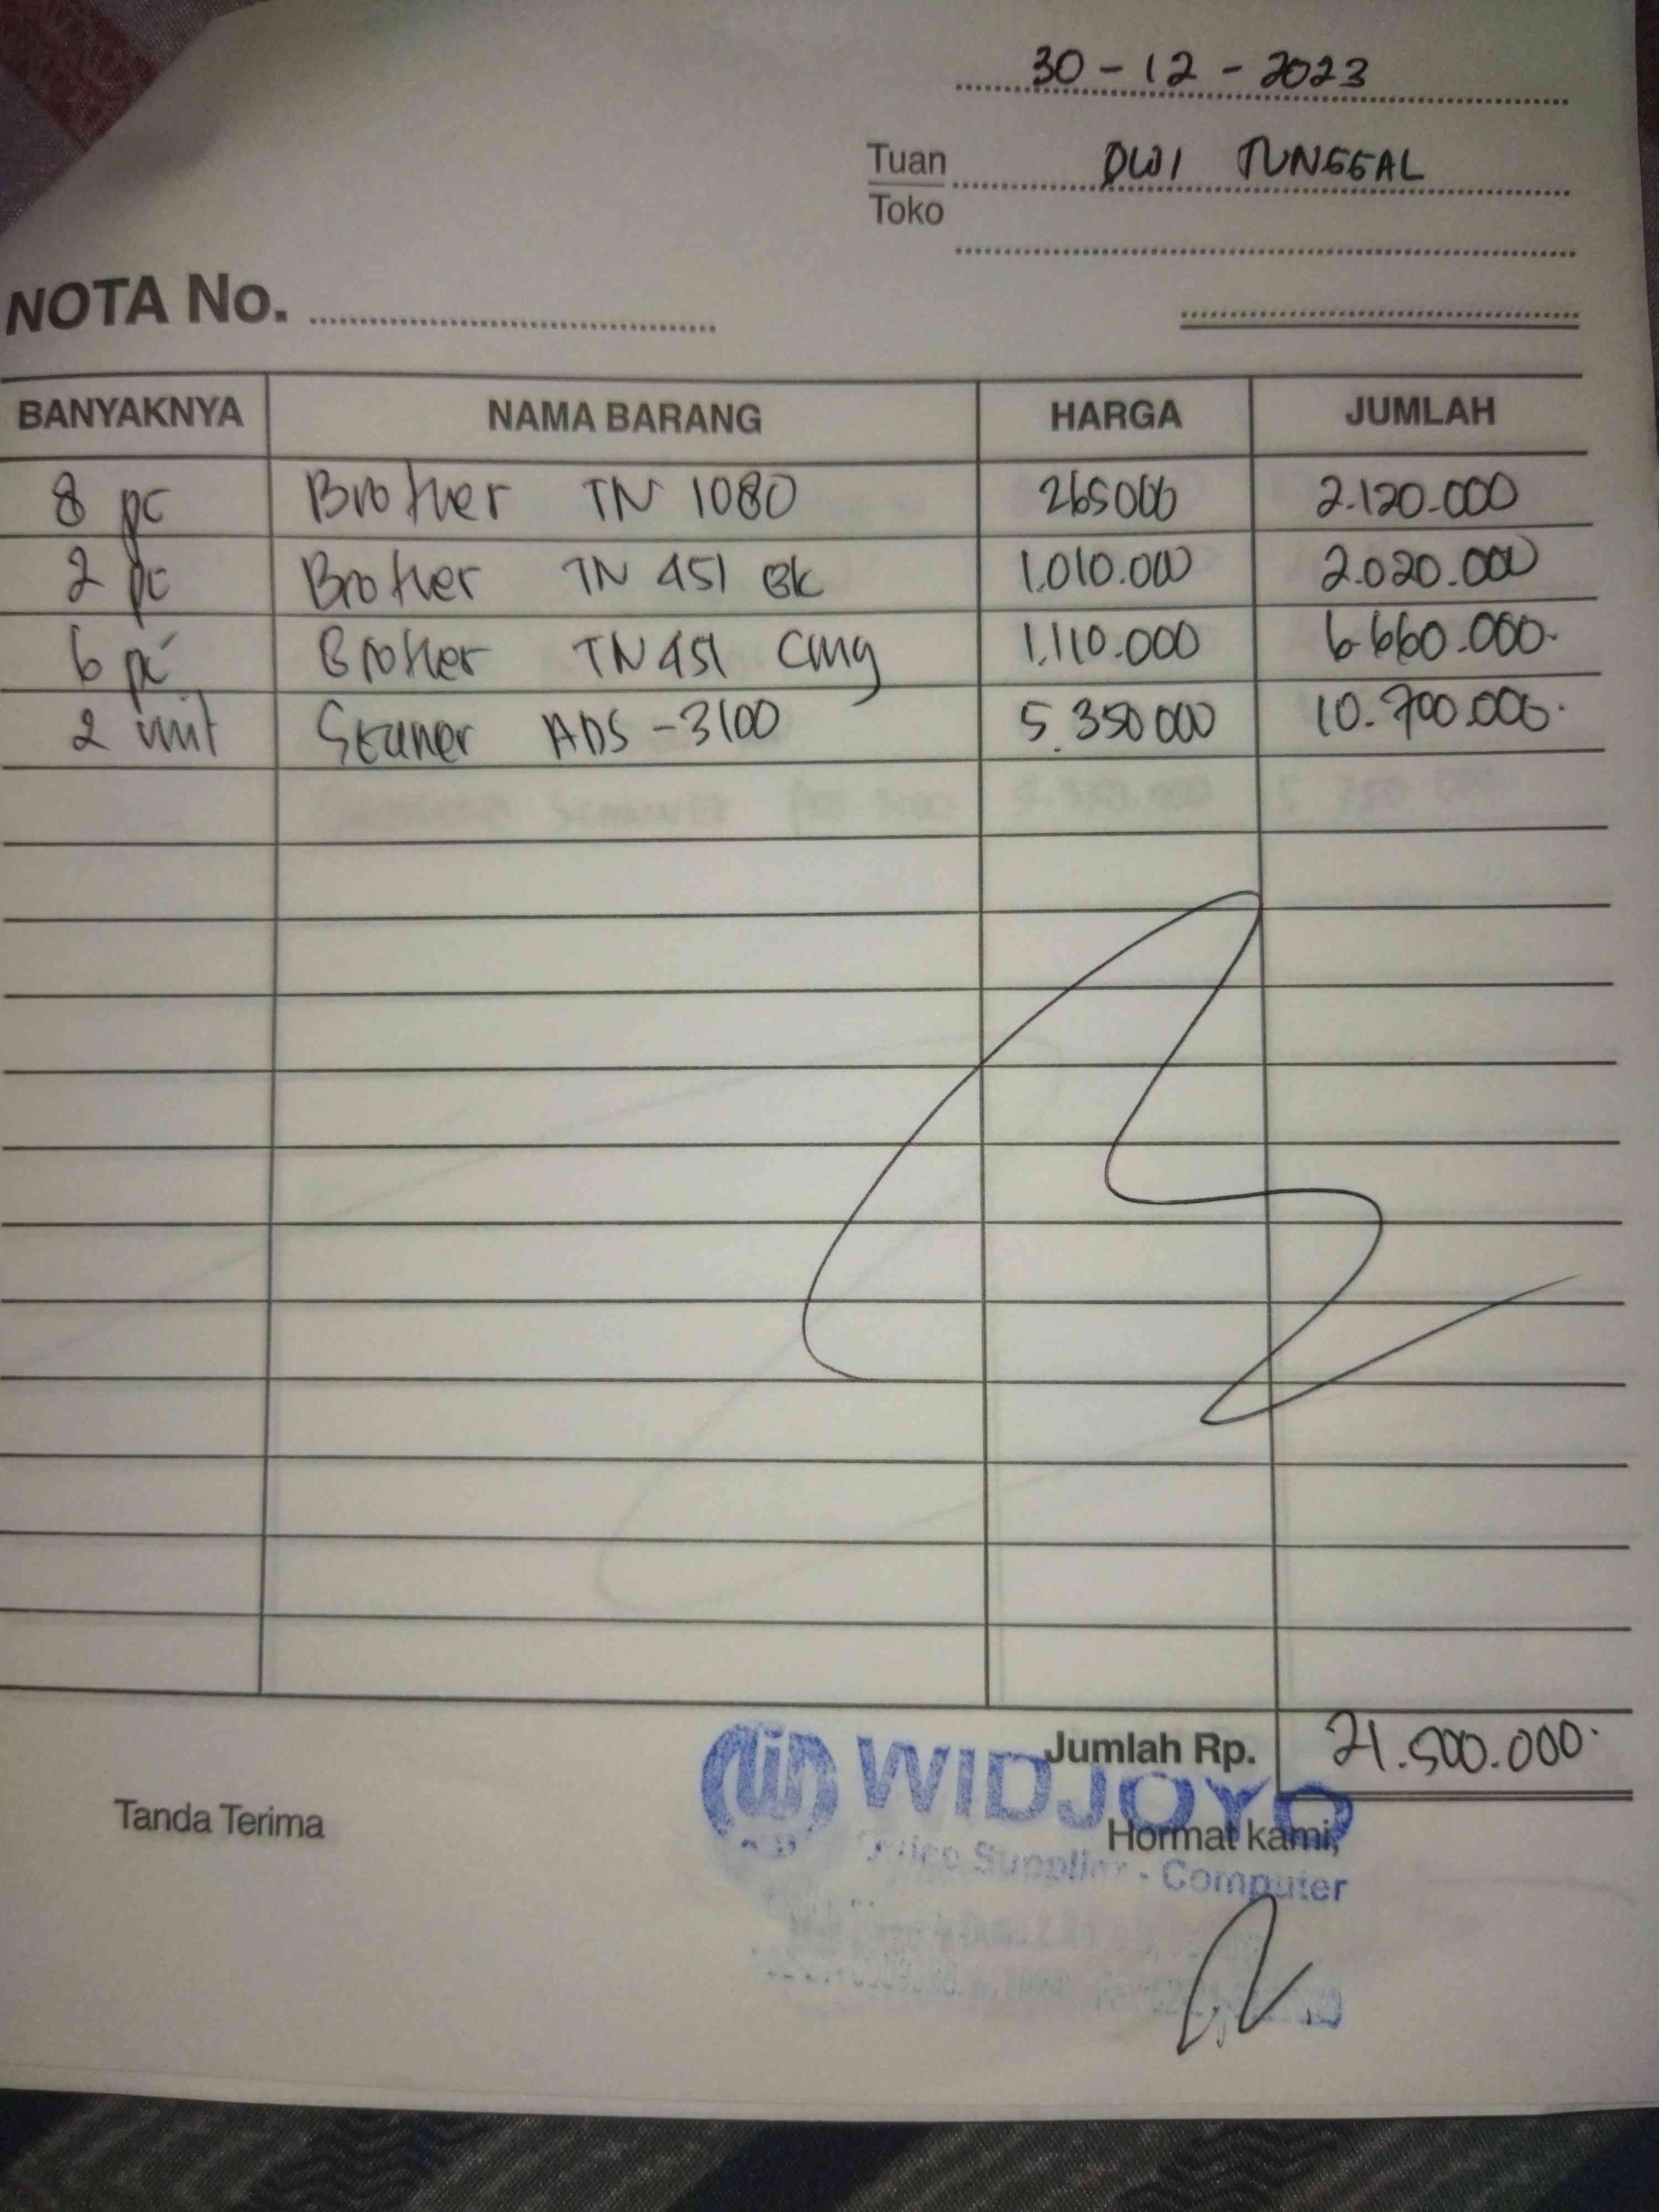 30 - 12 - 2023
Tuan DWI TUNGGAL
Toko
NOTA No.
BANYAKNYA NAMA BARANG HARGA JUMLAH
8 pc Brother TN 1080 265000 2.120.000
2 pc Brother TN 451 BK 1.010.000 2.020.000
6 pc Brother TN 451 Cmy 1.110.000 6.660.000
2 unit Scaner ADS-3100 5.350 000 10.700.000
Jumlah Rp. 21.500.000
WIDJOYO
Tanda Terima Hormat kami,
Office Supplier - Computer